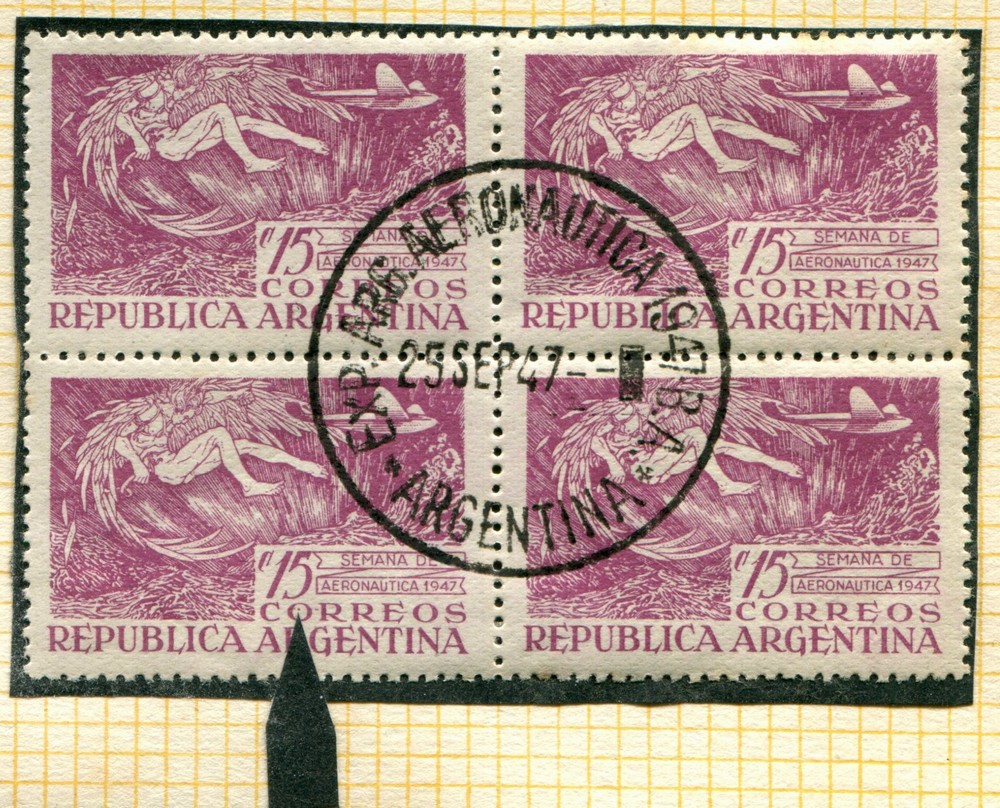 ¢15 SEMANA DE
AERONAUTICA 1947
CORREOS
REPUBLICA ARGENTINA
¢15 SEMANA DE
AERONAUTICA 1947
CORREOS
REPUBLICA ARGENTINA
EXP. ARG. AERONAUTICA 1947 B.A.
25 SEP 47
* ARGENTINA *
¢15 SEMANA DE
AERONAUTICA 1947
CORREOS
REPUBLICA ARGENTINA
¢15 SEMANA DE
AERONAUTICA 1947
CORREOS
REPUBLICA ARGENTINA